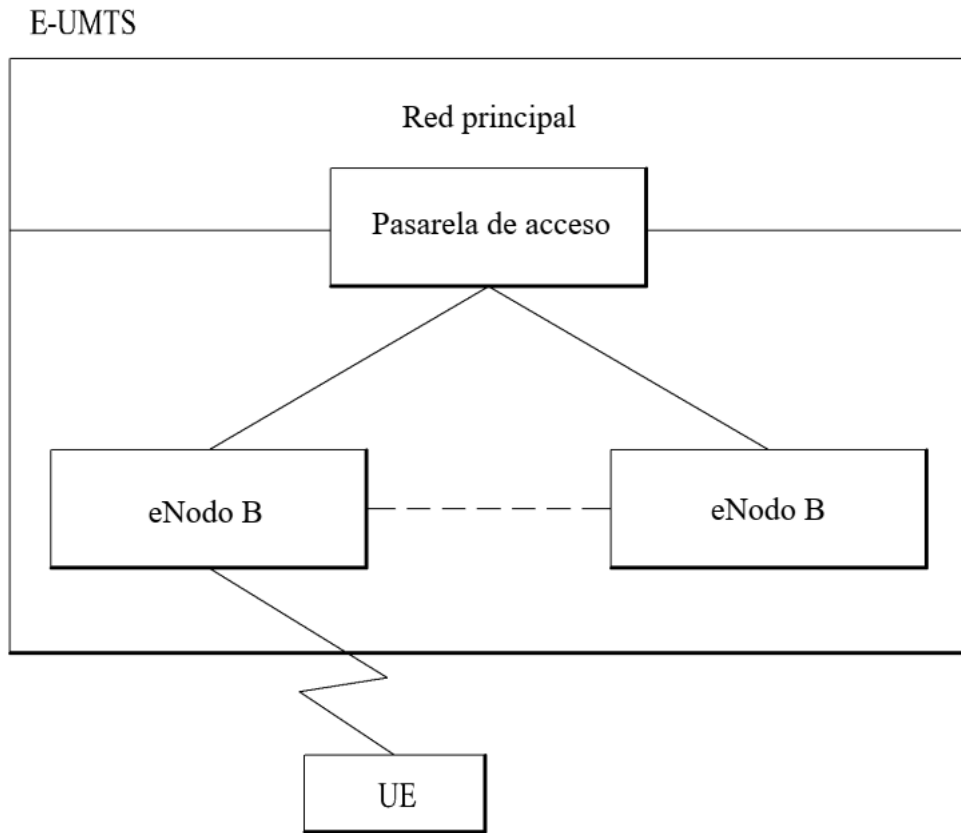 E-UMTS
Red principal
Pasarela de acceso
eNodo B
eNodo B
UE